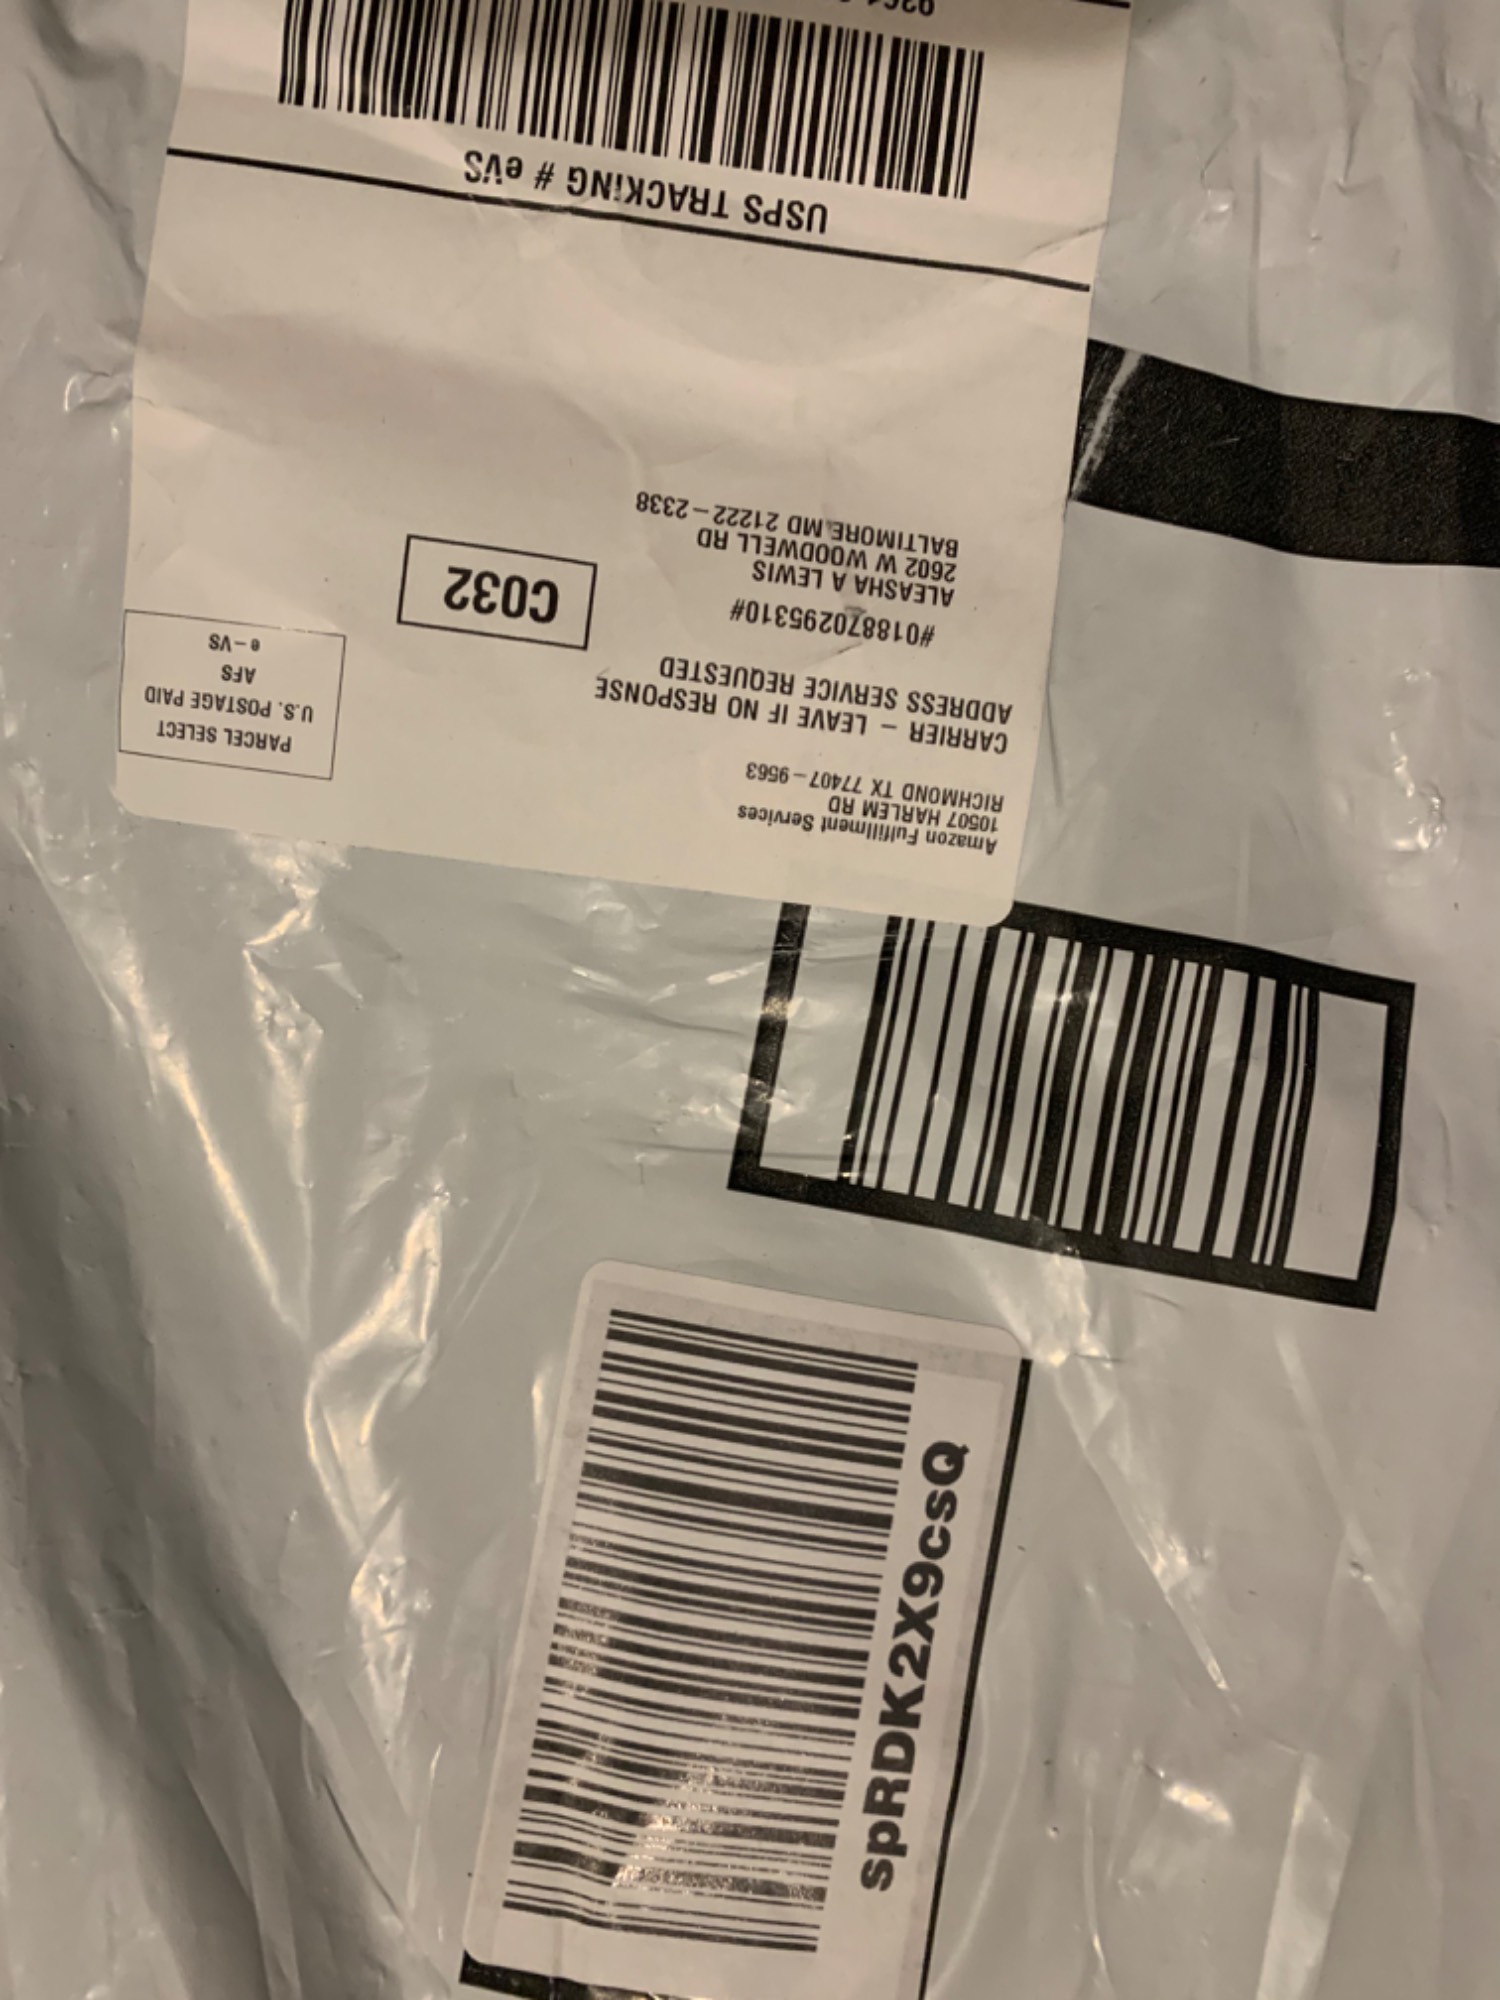 Amazon Fulfillment Services
10507 HARLEM RD
RICHMOND TX 77407-9563
PARCEL SELECT
U.S. POSTAGE PAID
AFS
e-VS
CARRIER - LEAVE IF NO RESPONSE
ADDRESS SERVICE REQUESTED
#018870295310#
C032
ALEASHA A LEWIS
2602 W WOODWELL RD
BALTIMORE MD 21222-2338
USPS TRACKING # eVS
spRDK2X9csQ